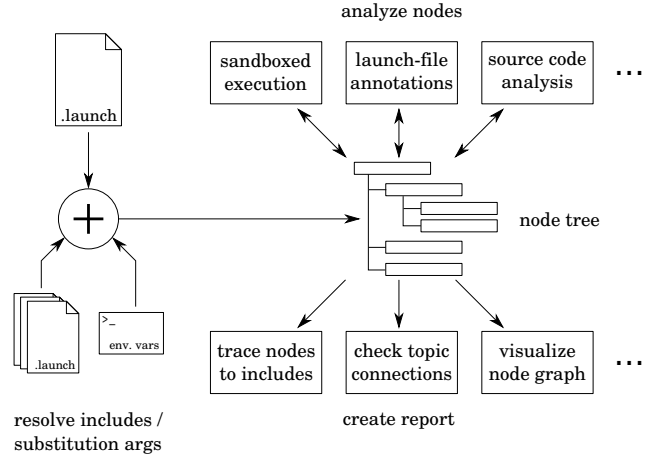 analyze nodes
sandboxed
execution
launch-file
annotations
source code
analysis
...
.launch
node tree
.launch
>_
env. vars
trace nodes
to includes
check topic
connections
visualize
node graph
...
resolve includes /
substitution args
create report